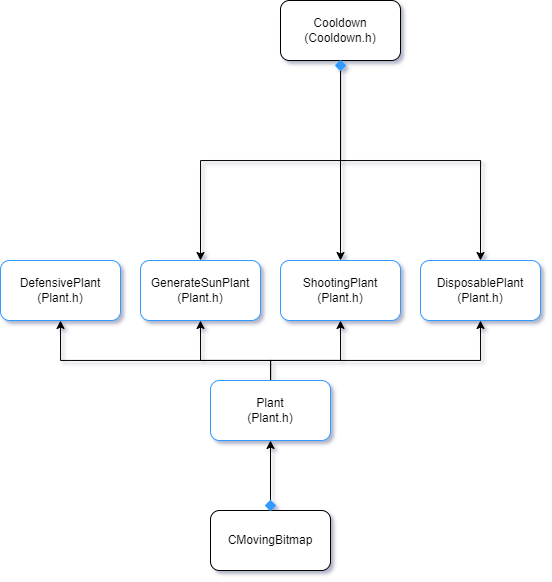 Cooldown
(Cooldown.h)
DefensivePlant
(Plant.h)
GenerateSunPlant
(Plant.h)
ShootingPlant
(Plant.h)
DisposablePlant
(Plant.h)
Plant
(Plant.h)
CMovingBitmap